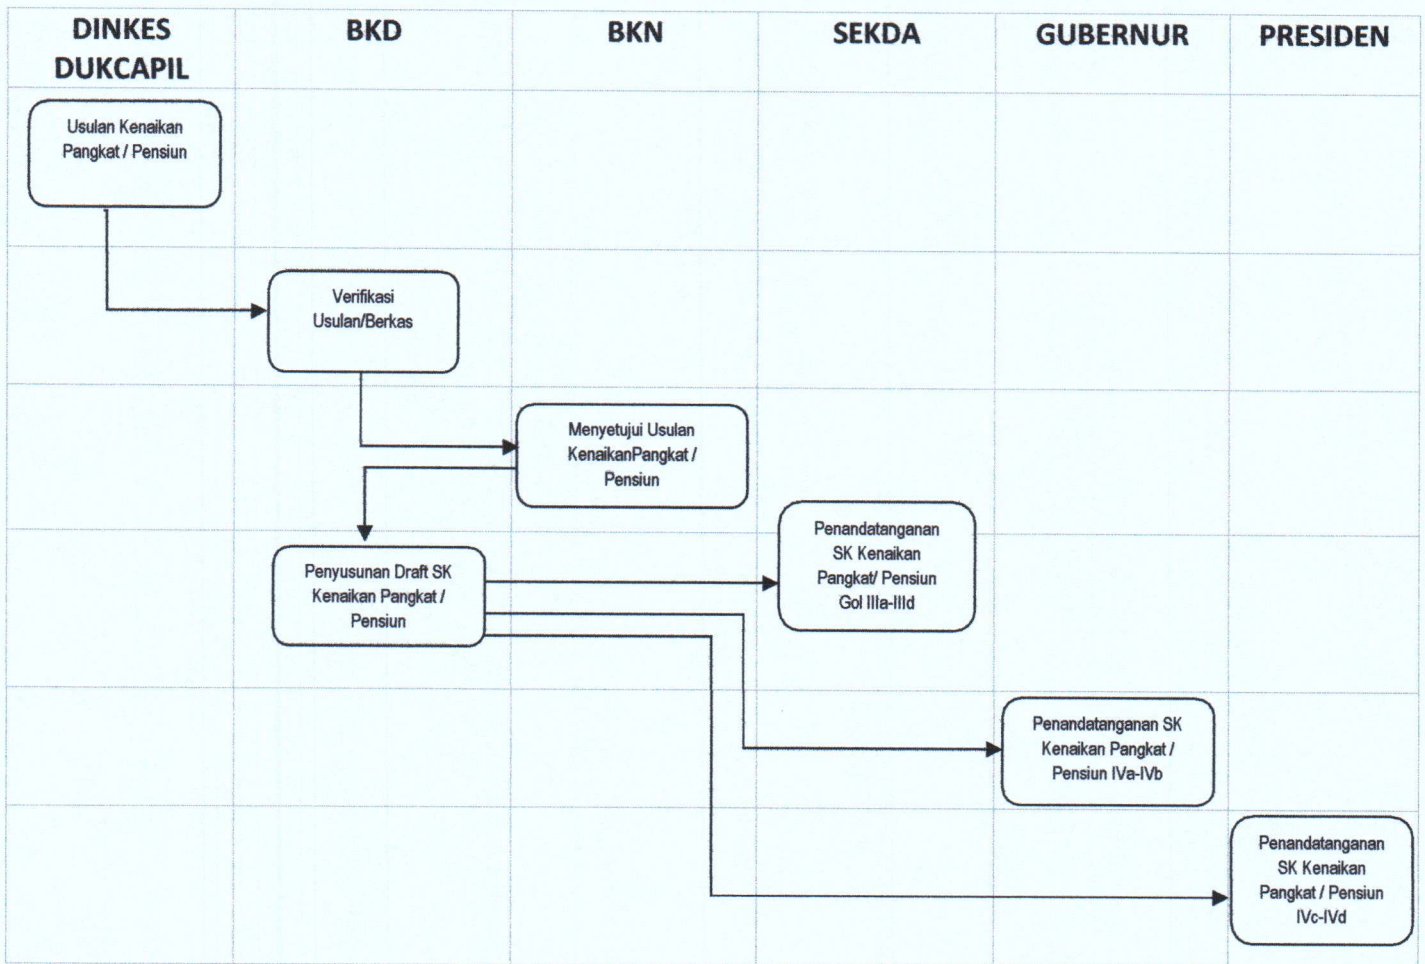 DINKES
DUKCAPIL
BKD
BKN
SEKDA
GUBERNUR
PRESIDEN
Usulan Kenaikan
Pangkat / Pensiun
Verifikasi
Usulan/Berkas
Menyetujui Usulan
KenaikanPangkat /
Pensiun
Penandatanganan
SK Kenaikan
Pangkat/ Pensiun
Gol IIIa-IIId
Penyusunan Draft SK
Kenaikan Pangkat /
Pensiun
Penandatanganan SK
Kenaikan Pangkat /
Pensiun IVa-IVb
Penandatanganan
SK Kenaikan
Pangkat / Pensiun
IVc-IVd